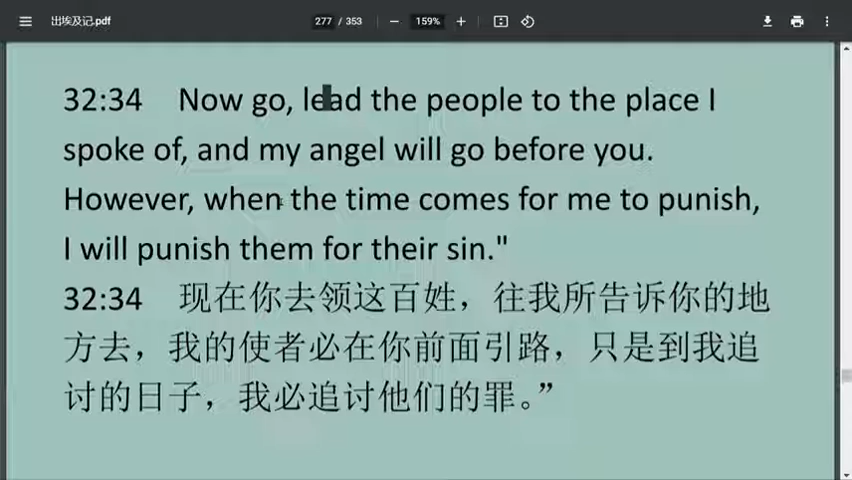 出埃及记.pdf
277 / 353
159%
32:34 Now go, lead the people to the place I
spoke of, and my angel will go before you.
However, when the time comes for me to punish,
I will punish them for their sin."
32:34 现在你去领这百姓，往我所告诉你的地
方去，我的使者必在你前面引路，只是到我追
讨的日子，我必追讨他们的罪。”